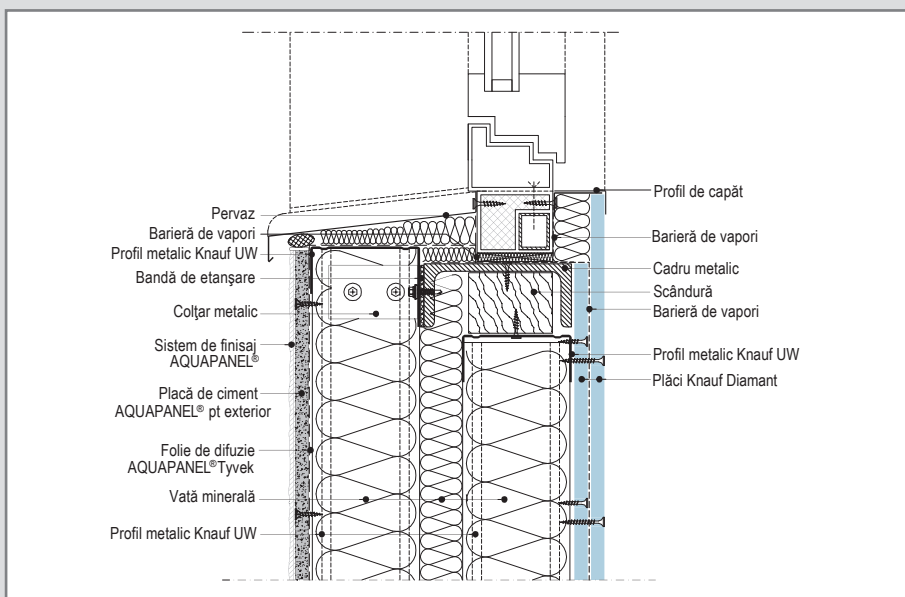 Pervaz
Barieră de vapori
Profil metalic Knauf UW
Bandă de etanșare
Colțar metalic
Sistem de finisaj
AQUAPANEL®
Placă de ciment
AQUAPANEL® pt exterior
Folie de difuzie
AQUAPANEL®Tyvek
Vată minerală
Profil metalic Knauf UW
Profil de capăt
Barieră de vapori
Cadru metalic
Scândură
Barieră de vapori
Profil metalic Knauf UW
Plăci Knauf Diamant